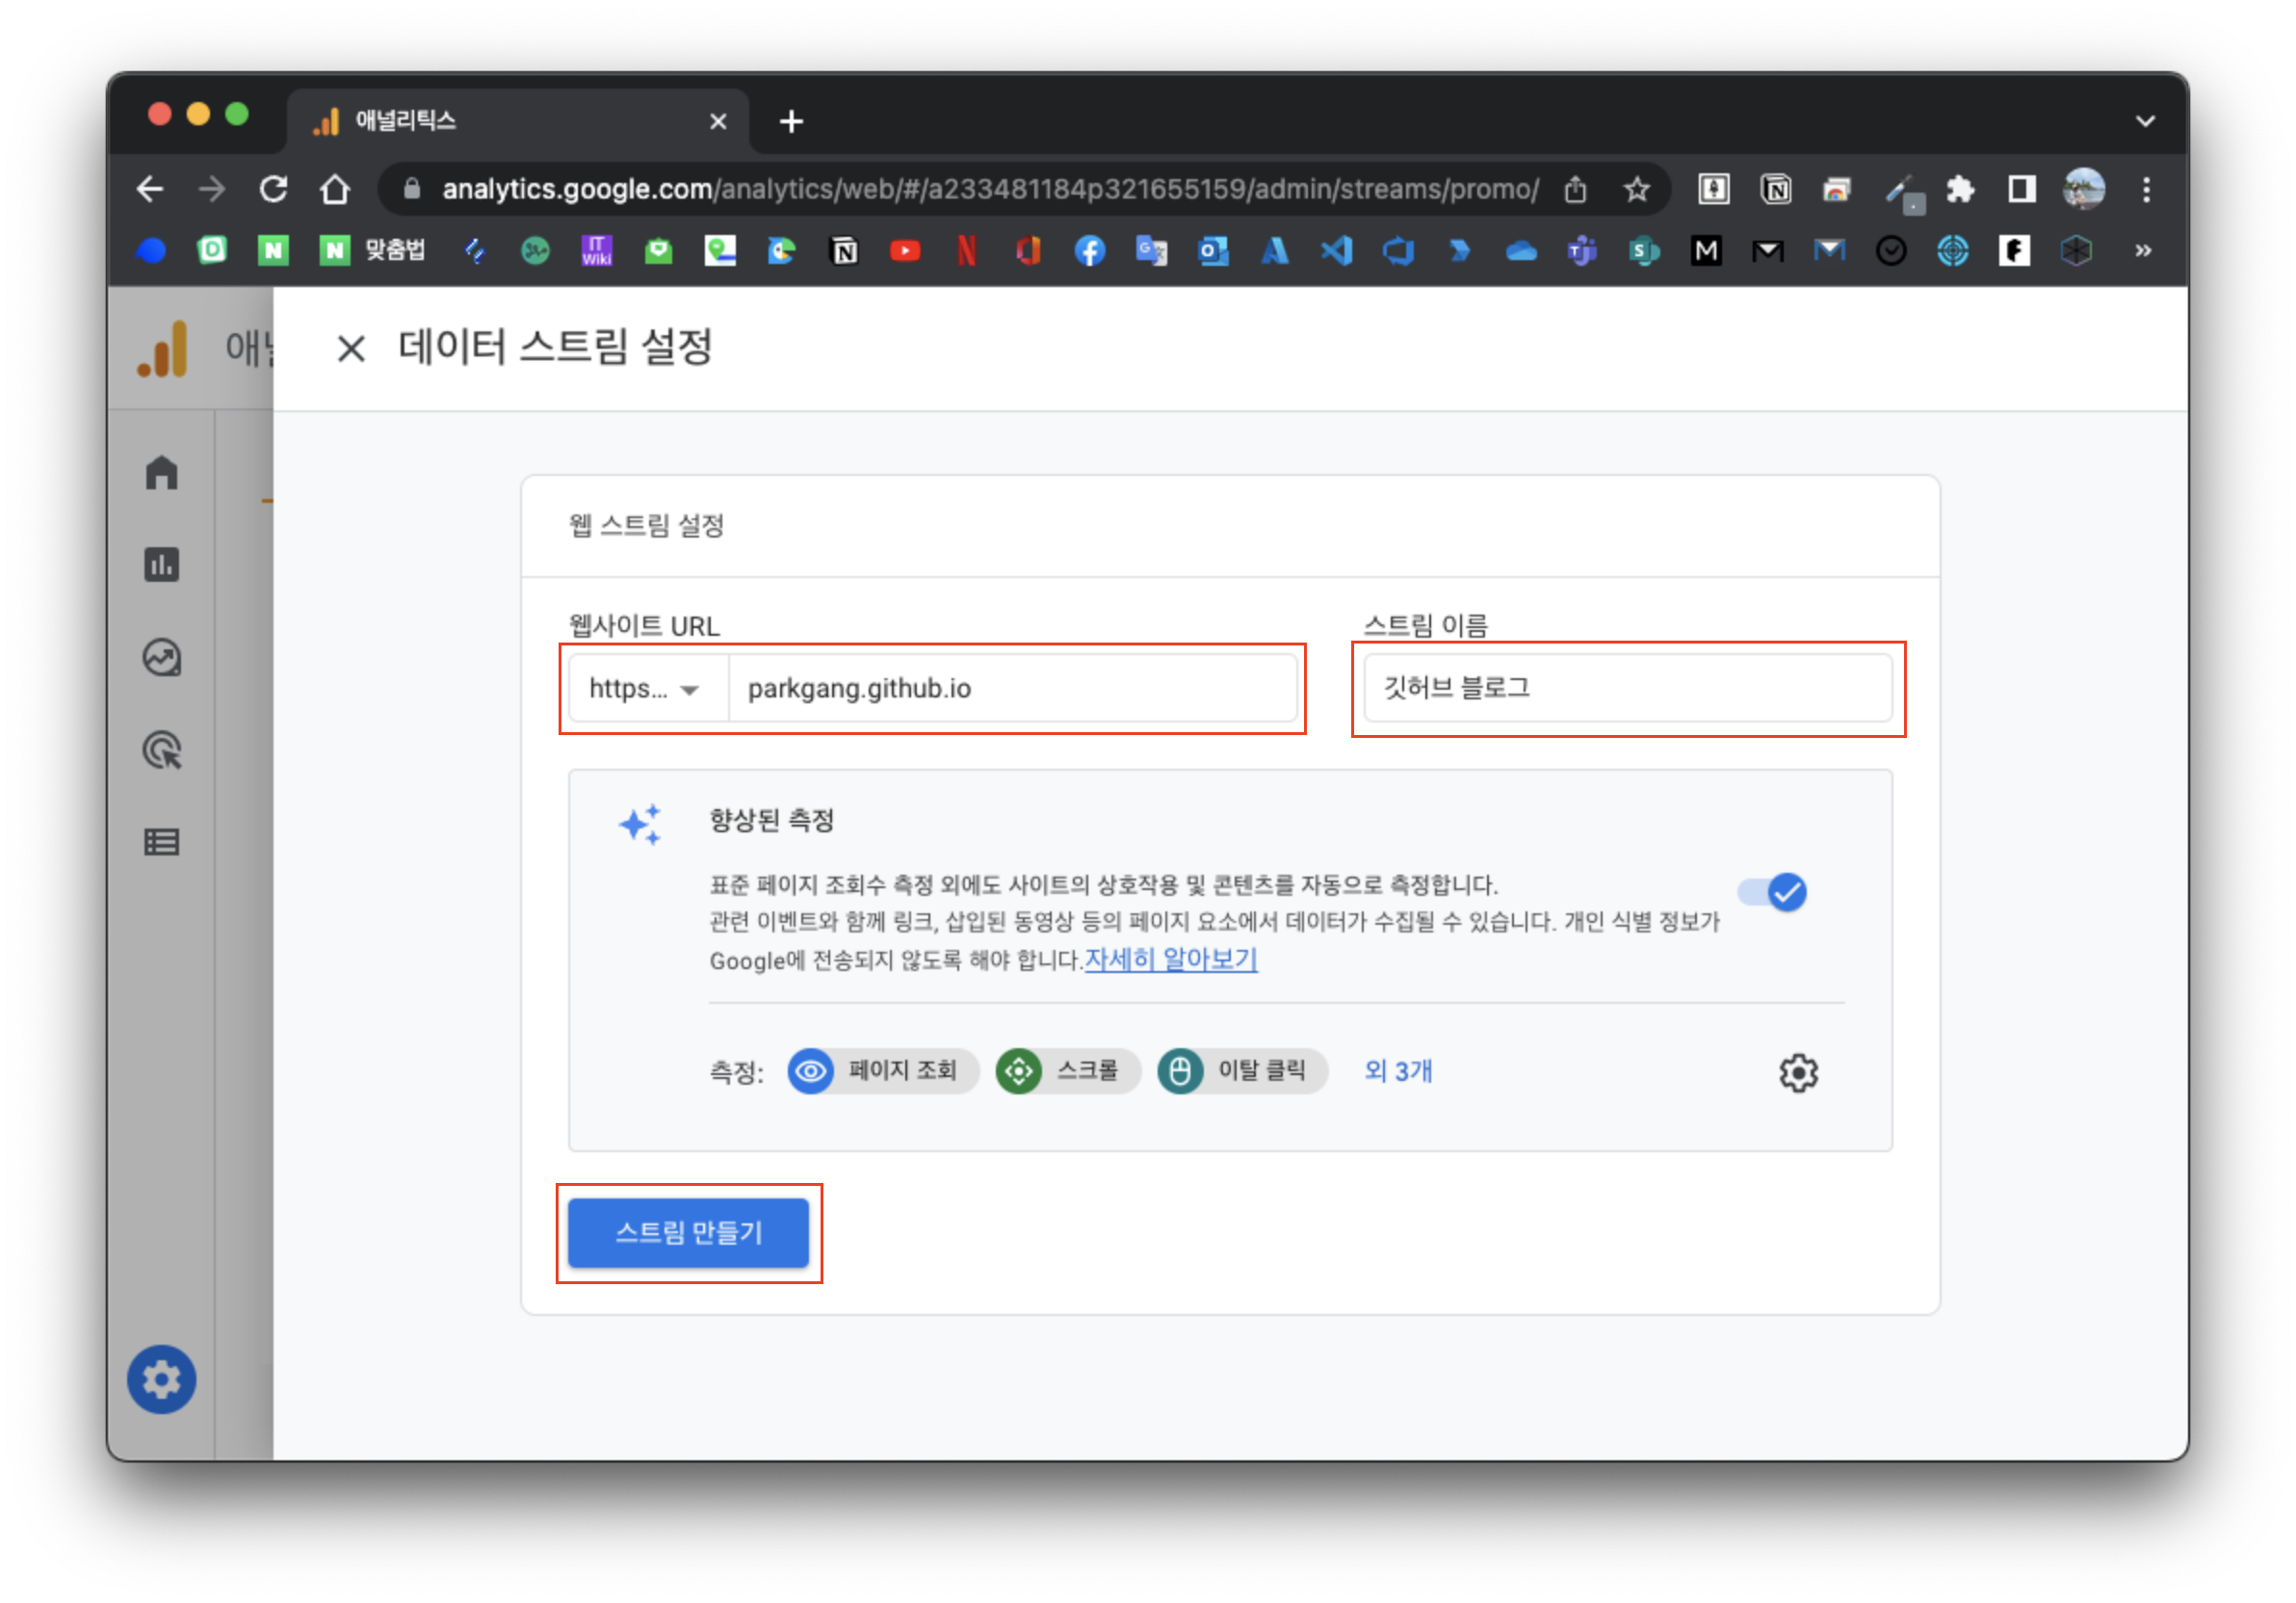 애널리틱스
analytics.google.com/analytics/web/#/a233481184p321655159/admin/streams/promo/
맞춤법
IT
Wiki
데이터 스트림 설정
웹 스트림 설정
웹사이트 URL
스트림 이름
https...
parkgang.github.io
깃허브 블로그
향상된 측정
표준 페이지 조회수 측정 외에도 사이트의 상호작용 및 콘텐츠를 자동으로 측정합니다.
관련 이벤트와 함께 링크, 삽입된 동영상 등의 페이지 요소에서 데이터가 수집될 수 있습니다. 개인 식별 정보가
Google에 전송되지 않도록 해야 합니다.자세히 알아보기
측정:
페이지 조회
스크롤
이탈 클릭
외 3개
스트림 만들기